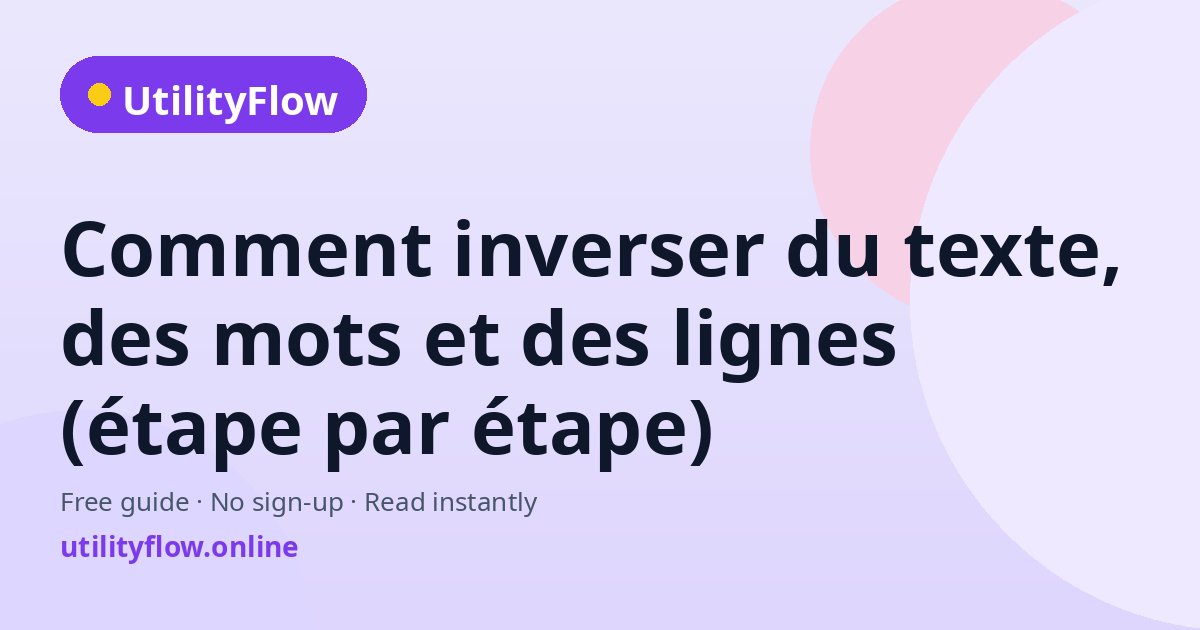 UtilityFlow
Comment inverser du texte,
des mots et des lignes
(étape par étape)
Free guide · No sign-up · Read instantly
utilityflow.online